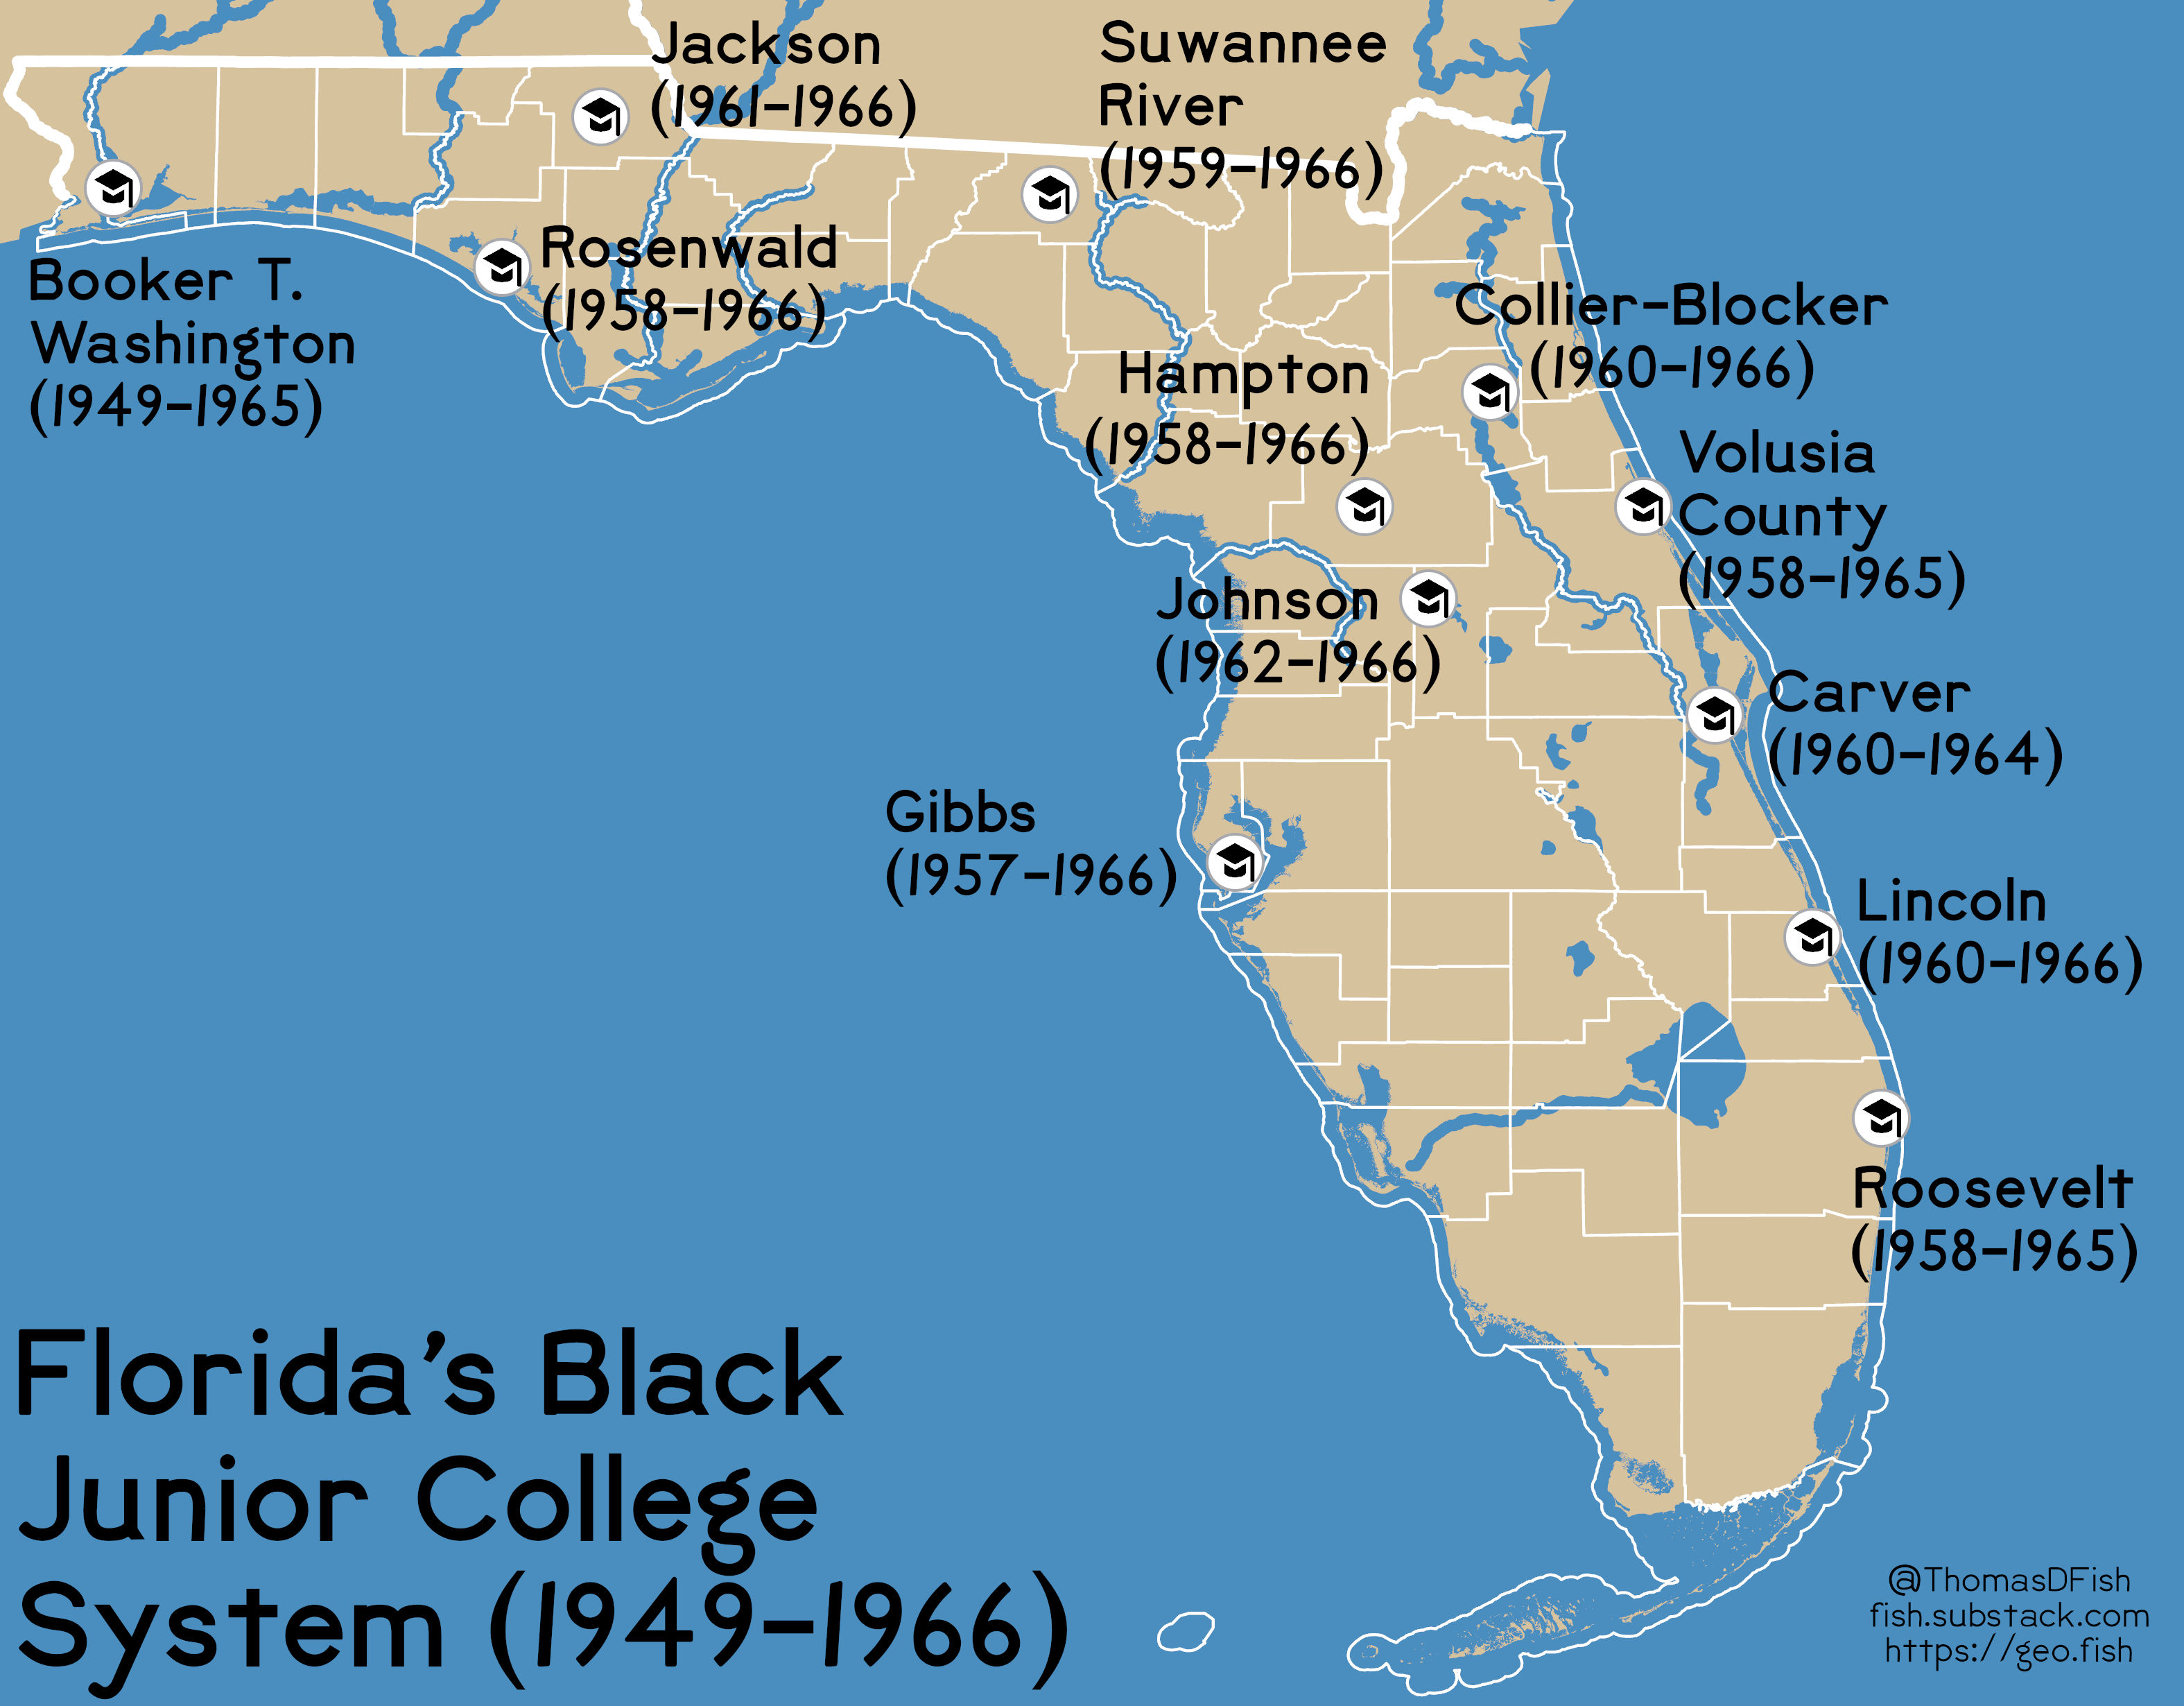 Jackson
(1961-1966)
Suwannee
River
(1959-1966)
Booker T.
Washington
(1949-1965)
Rosenwald
(1958-1966)
Collier-Blocker
(1960-1966)
Hampton
(1958-1966)
Volusia
County
(1958-1965)
Johnson
(1962-1966)
Carver
(1960-1964)
Gibbs
(1957-1966)
Lincoln
(1960-1966)
Roosevelt
(1958-1965)
Florida's Black
Junior College
System (1949-1966)
@ThomasDFish
fish.substack.com
https://geo.fish